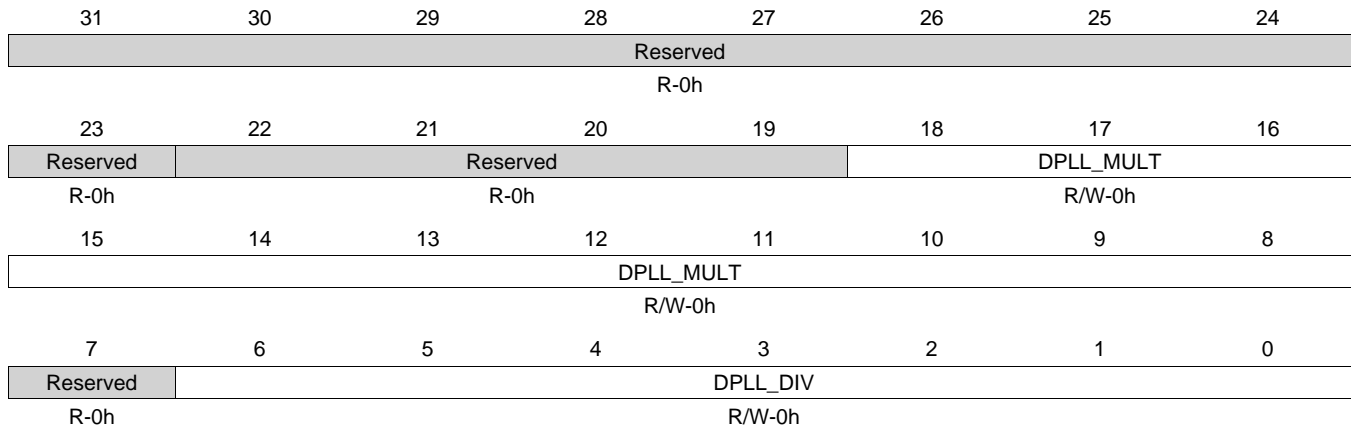 31 30 29 28 27 26 25 24
Reserved
R-0h
23 22 21 20 19 18 17 16
Reserved Reserved DPLL_MULT
R-0h R-0h R/W-0h
15 14 13 12 11 10 9 8
DPLL_MULT
R/W-0h
7 6 5 4 3 2 1 0
Reserved DPLL_DIV
R-0h R/W-0h